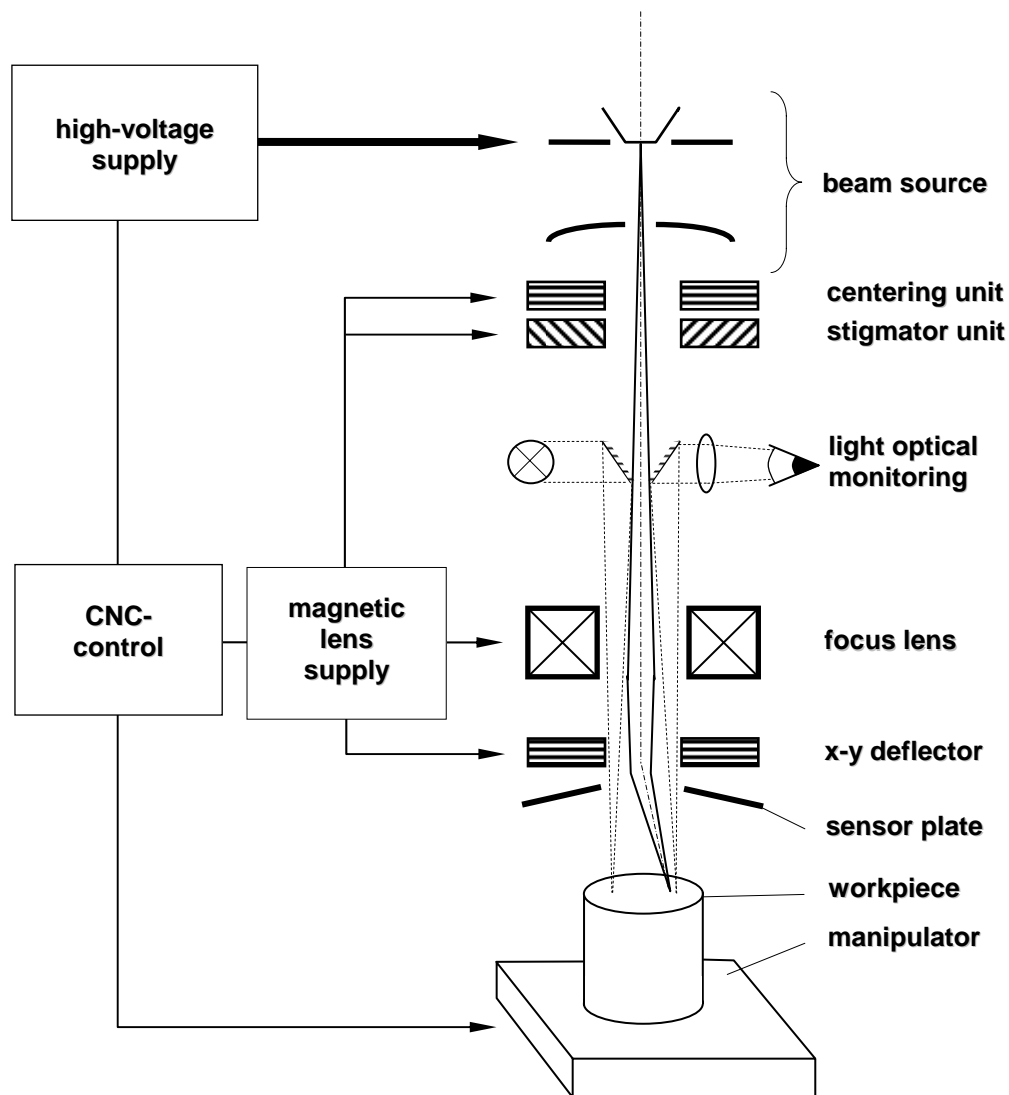 high-voltage
supply
beam source
centering unit
stigmator unit
light optical
monitoring
CNC-
control
magnetic
lens
supply
focus lens
x-y deflector
sensor plate
workpiece
manipulator